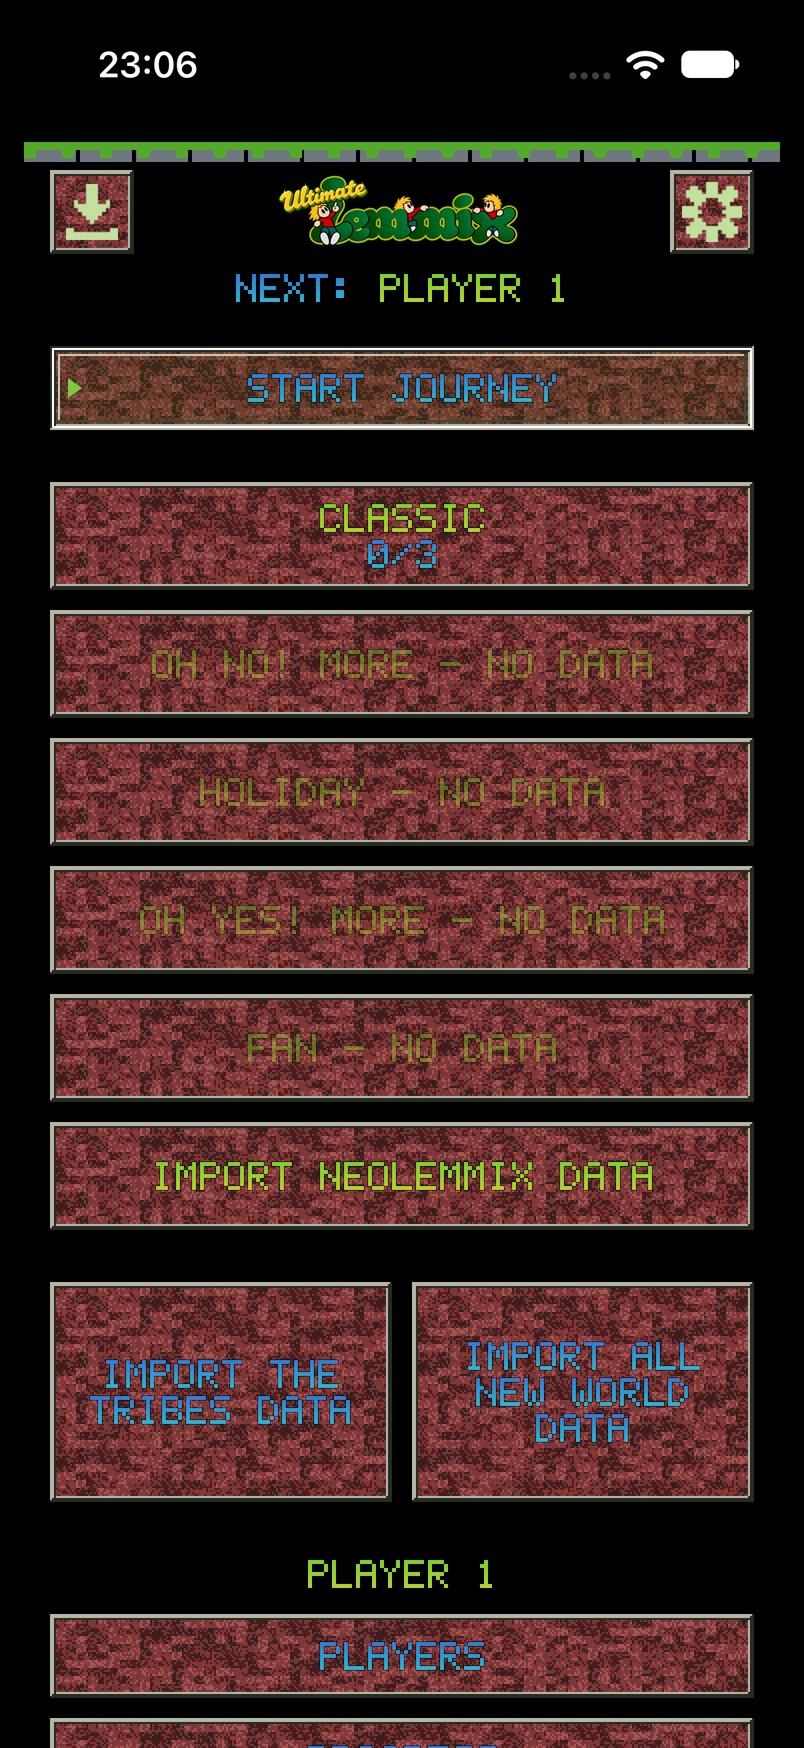 23:06
Ultimate
Lemmix
NEXT: PLAYER 1
START JOURNEY
CLASSIC
0/3
OH NO! MORE - NO DATA
HOLIDAY - NO DATA
OH YES! MORE - NO DATA
FAN - NO DATA
IMPORT NEOLEMMIX DATA
IMPORT THE
TRIBES DATA
IMPORT ALL
NEW WORLD
DATA
PLAYER 1
PLAYERS